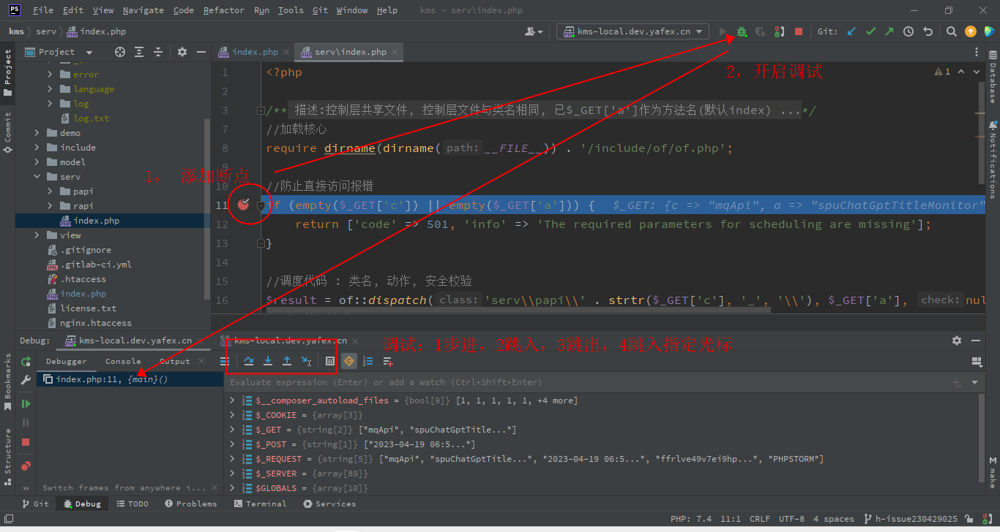 PS File Edit View Navigate Code Refactor Run Tools Git Window Help kms - serv\index.php
kms serv index.php kms-local.dev.yafex.cn Git:
Project index.php serv\index.php
2，开启调试
Project
Commit
Bookmarks
Structure
Database
Notifications
make
error
language
log
log.txt
demo
include
model
serv
papi
rapi
index.php
view
.gitignore
.gitlab-ci.yml
.htaccess
index.php
license.txt
nginx.htaccess
1 <?php
1
2
3 /** 描述:控制层共享文件, 控制层文件与类名相同, 已$_GET['a']作为方法名(默认index) ...*/
7 //加载核心
8 require dirname(dirname( path: __FILE__)) . '/include/of/of.php';
9
1， 添加断点
10 //防止直接访问报错
11 if (empty($_GET['c']) || empty($_GET['a'])) { $_GET: {c => "mqApi", a => "spuChatGptTitleMonitor"
12 return ['code' => 501, 'info' => 'The required parameters for scheduling are missing'];
13 }
14
15 //调度代码 : 类名, 动作, 安全校验
16 $result = of::dispatch( class: 'serv\\papi\\' . strtr($_GET['c'], '_', '\\'), $_GET['a'], check: nul
Debug: kms-local.dev.yafex.cn kms-local.dev.yafex.cn
调试：1步进，2跳入，3跳出，4跳入指定光标
Debugger Console Output
index.php:11, {main}()
Evaluate expression (Enter) or add a watch (Ctrl+Shift+Enter)
$__composer_autoload_files = {bool[9]} [1, 1, 1, 1, 1, +4 more]
$_COOKIE = {array[3]}
$_GET = {string[2]} ["mqApi", "spuChatGptTitle..."]
$_POST = {string[1]} ["2023-04-19 06:5..."]
$_REQUEST = {string[5]} ["mqApi", "spuChatGptTitle...", "2023-04-19 06:5...", "ffrlve49v7ei9hp...", "PHPSTORM"]
$_SERVER = {array[89]}
$GLOBALS = {array[10]}
Switch frames from anywhere i...
Git Debug TODO Problems Terminal Services
PHP: 7.4 11:1 CRLF UTF-8 4 spaces h-issue230429025